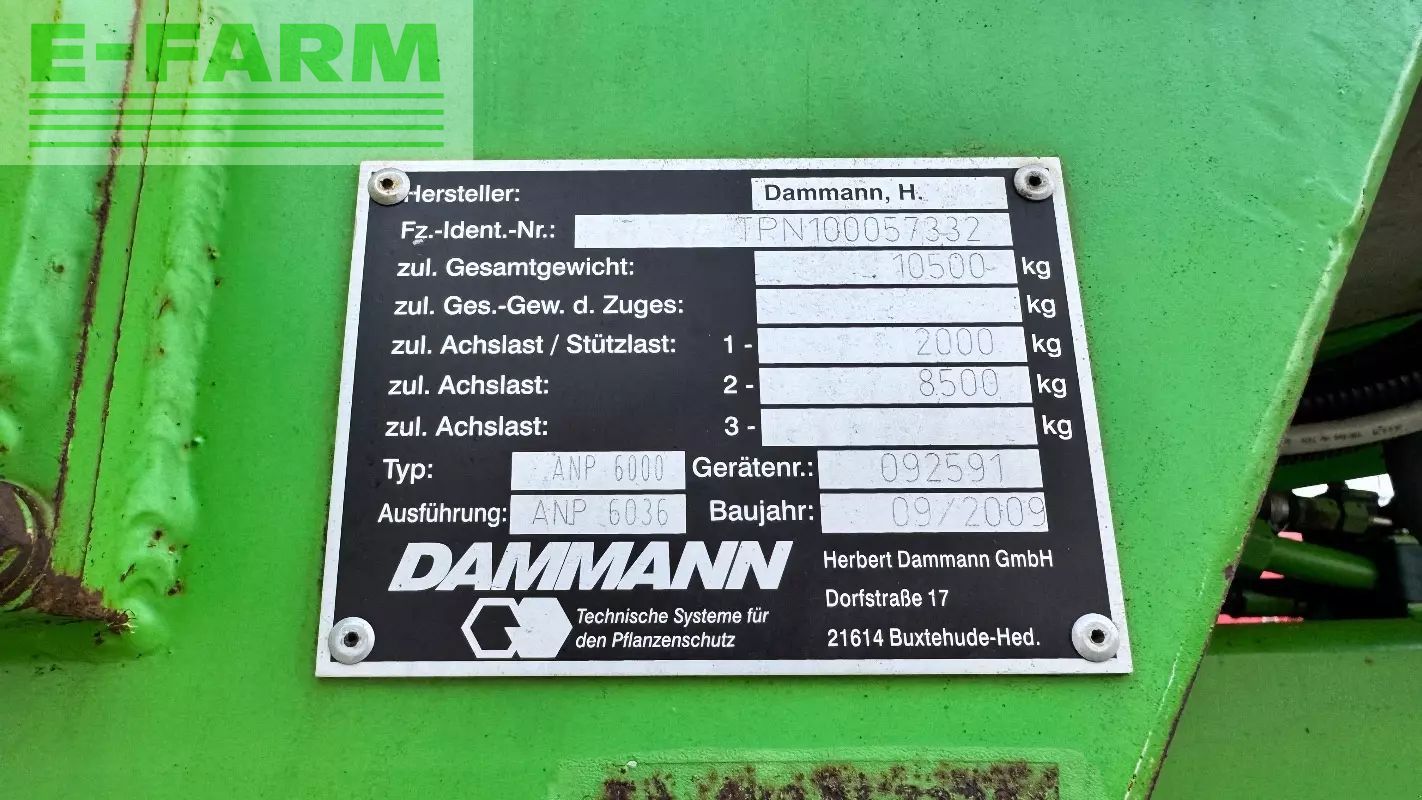 E-FARM
Hersteller: Dammann, H.
Fz.-Ident.-Nr.: TPN100057332
zul. Gesamtgewicht: 10500 kg
zul. Ges.-Gew. d. Zuges: kg
zul. Achslast / Stützlast: 1 - 2000 kg
zul. Achslast: 2 - 8500 kg
zul. Achslast: 3 - kg
Typ: ANP 6000 Gerätenr.: 092591
Ausführung: ANP 6036 Baujahr: 09/2009
DAMMANN
Technische Systeme für
den Pflanzenschutz
Herbert Dammann GmbH
Dorfstraße 17
21614 Buxtehude-Hed.